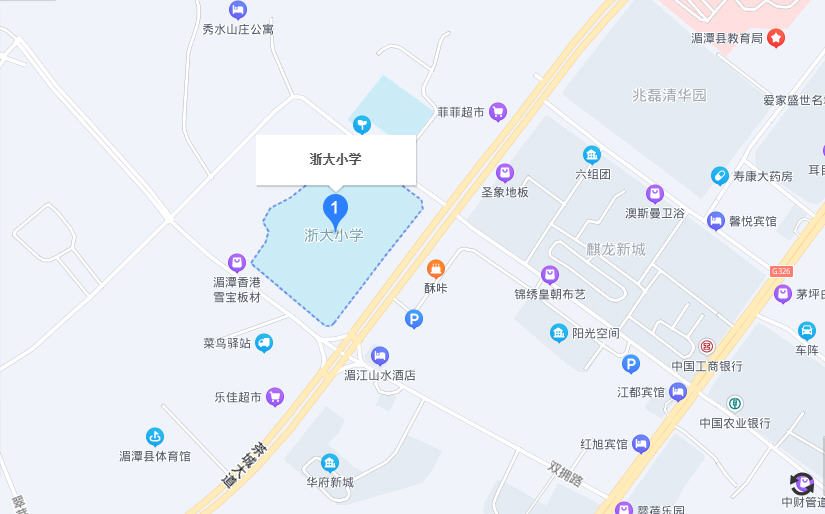 秀水山庄公寓
湄潭县教育局
兆磊清华园
爱家盛世名
菲菲超市
浙大小学
六组团
寿康大药房
圣象地板
澳斯曼卫浴
馨悦宾馆
1
浙大小学
麒龙新城
湄潭香港
雪宝板材
酥咔
锦绣皇朝布艺
G326
茅坪
P
阳光空间
菜鸟驿站
车阵
湄江山水酒店
P
中国工商银行
乐佳超市
江都宾馆
中国农业银行
湄潭县体育馆
茶城大道
红旭宾馆
华府新城
双拥路
中财管道
婴蓓乐园